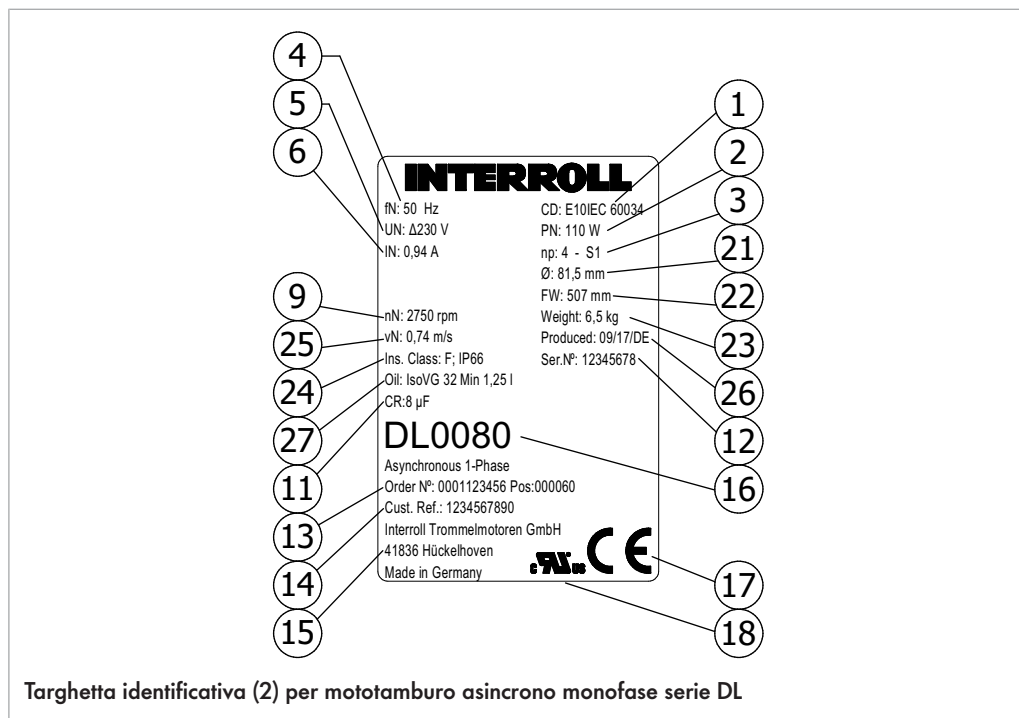 4
5
6
1
2
3
21
22
23
26
12
16
17
18
9
25
24
27
11
13
14
15
INTERROLL
fN: 50 Hz
UN: Δ230 V
IN: 0,94 A
CD: E10IEC 60034
PN: 110 W
np: 4 - S1
Ø: 81,5 mm
FW: 507 mm
Weight: 6,5 kg
Produced: 09/17/DE
Ser.Nº: 12345678
nN: 2750 rpm
vN: 0,74 m/s
Ins. Class: F; IP66
Oil: IsoVG 32 Min 1,25 l
CR:8 µF
DL0080
Asynchronous 1-Phase
Order Nº: 0001123456 Pos:000060
Cust. Ref.: 1234567890
Interroll Trommelmotoren GmbH
41836 Hückelhoven
Made in Germany
c RU us CE
Targhetta identificativa (2) per mototamburo asincrono monofase serie DL